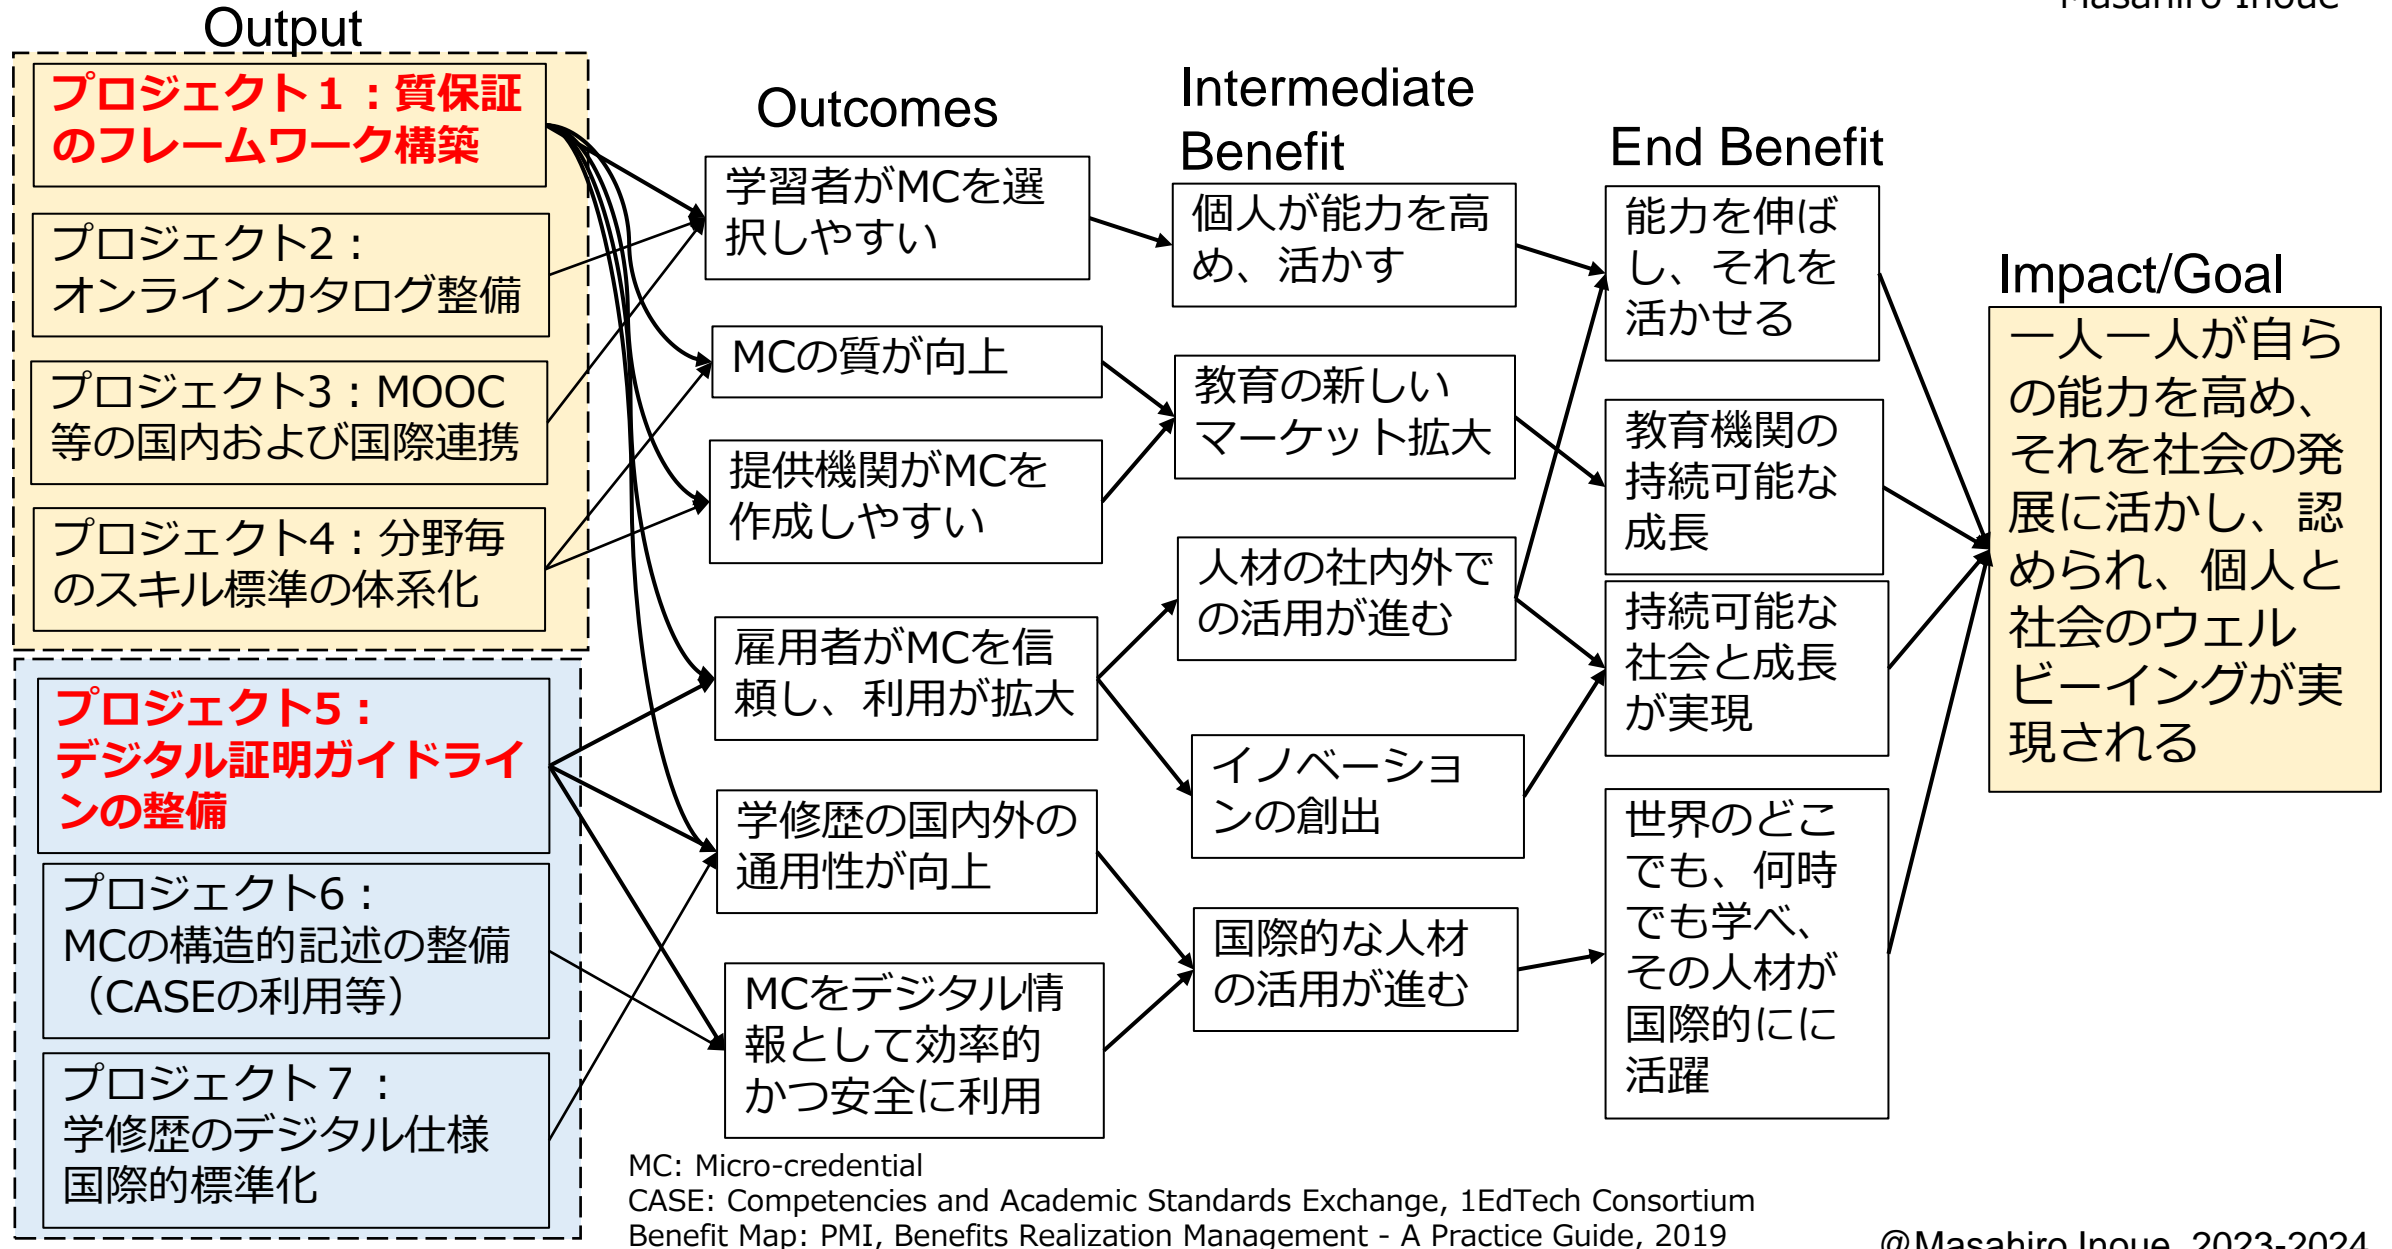 Masahiro Inoue
Output
プロジェクト１：質保証
のフレームワーク構築
プロジェクト2：
オンラインカタログ整備
プロジェクト3：MOOC
等の国内および国際連携
プロジェクト4：分野毎
のスキル標準の体系化
プロジェクト5：
デジタル証明ガイドライ
ンの整備
プロジェクト6：
MCの構造的記述の整備
（CASEの利用等）
プロジェクト７：
学修歴のデジタル仕様
国際的標準化
Outcomes
学習者がMCを選
択しやすい
MCの質が向上
提供機関がMCを
作成しやすい
雇用者がMCを信
頼し、利用が拡大
学修歴の国内外の
通用性が向上
MCをデジタル情
報として効率的
かつ安全に利用
Intermediate
Benefit
個人が能力を高
め、活かす
教育の新しい
マーケット拡大
人材の社内外で
の活用が進む
イノベーショ
ンの創出
国際的な人材
の活用が進む
End Benefit
能力を伸ば
し、それを
活かせる
教育機関の
持続可能な
成長
持続可能な
社会と成長
が実現
世界のどこ
でも、何時
でも学べ、
その人材が
国際的にに
活躍
Impact/Goal
一人一人が自ら
の能力を高め、
それを社会の発
展に活かし、認
められ、個人と
社会のウェル
ビーイングが実
現される
MC: Micro-credential
CASE: Competencies and Academic Standards Exchange, 1EdTech Consortium
Benefit Map: PMI, Benefits Realization Management - A Practice Guide, 2019
@Masahiro Inoue, 2023-2024